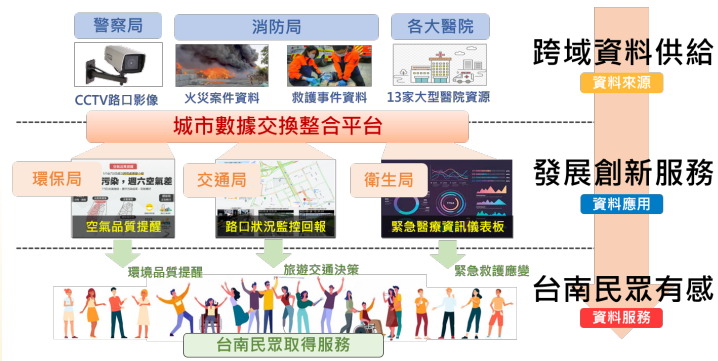 警察局
消防局
各大醫院
跨域資料供給
資料來源
CCTV路口影像
火災案件資料
救護事件資料
13家大型醫院資源
城市數據交換整合平台
環保局
交通局
衛生局
發展創新服務
資料應用
污染，週六空氣差
空氣品質提醒
路口狀況監控回報
緊急醫療資訊儀表板
環境品質提醒
旅遊交通決策
緊急救護應變
台南民眾有感
資料服務
台南民眾取得服務